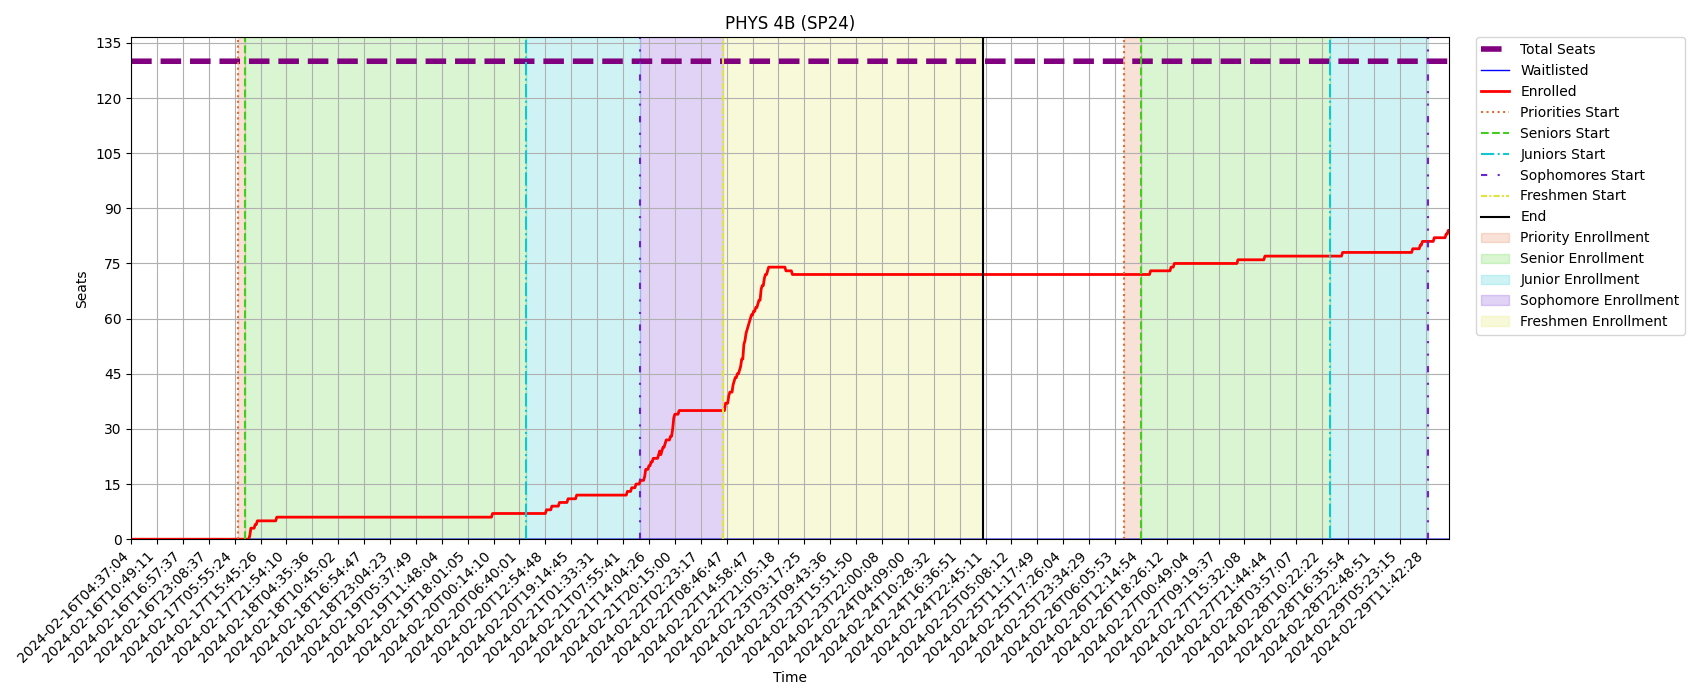 PHYS 4B (SP24)
135
120
105
90
75
60
45
30
15
0
Seats
2024-02-16T04:37:04
2024-02-16T10:49:11
2024-02-16T16:57:37
2024-02-16T23:08:37
2024-02-17T05:55:24
2024-02-17T15:45:26
2024-02-17T21:54:10
2024-02-18T04:35:36
2024-02-18T10:45:02
2024-02-18T16:54:47
2024-02-18T23:04:23
2024-02-19T05:37:49
2024-02-19T11:48:04
2024-02-19T18:01:05
2024-02-20T00:14:10
2024-02-20T06:40:01
2024-02-20T12:54:48
2024-02-20T19:14:45
2024-02-21T01:33:31
2024-02-21T07:55:41
2024-02-21T14:04:26
2024-02-21T20:15:00
2024-02-22T02:23:17
2024-02-22T08:46:47
2024-02-22T14:58:47
2024-02-22T21:05:18
2024-02-23T03:17:25
2024-02-23T09:43:36
2024-02-23T15:51:50
2024-02-23T22:00:08
2024-02-24T04:09:00
2024-02-24T10:28:32
2024-02-24T16:36:51
2024-02-24T22:45:11
2024-02-25T05:08:12
2024-02-25T11:17:49
2024-02-25T17:26:04
2024-02-25T23:34:29
2024-02-26T06:05:53
2024-02-26T12:14:54
2024-02-26T18:26:12
2024-02-27T00:49:04
2024-02-27T09:19:37
2024-02-27T15:32:08
2024-02-27T21:44:44
2024-02-28T03:57:07
2024-02-28T10:22:22
2024-02-28T16:35:54
2024-02-28T22:48:51
2024-02-29T05:23:15
2024-02-29T11:42:28
Time
Total Seats
Waitlisted
Enrolled
Priorities Start
Seniors Start
Juniors Start
Sophomores Start
Freshmen Start
End
Priority Enrollment
Senior Enrollment
Junior Enrollment
Sophomore Enrollment
Freshmen Enrollment